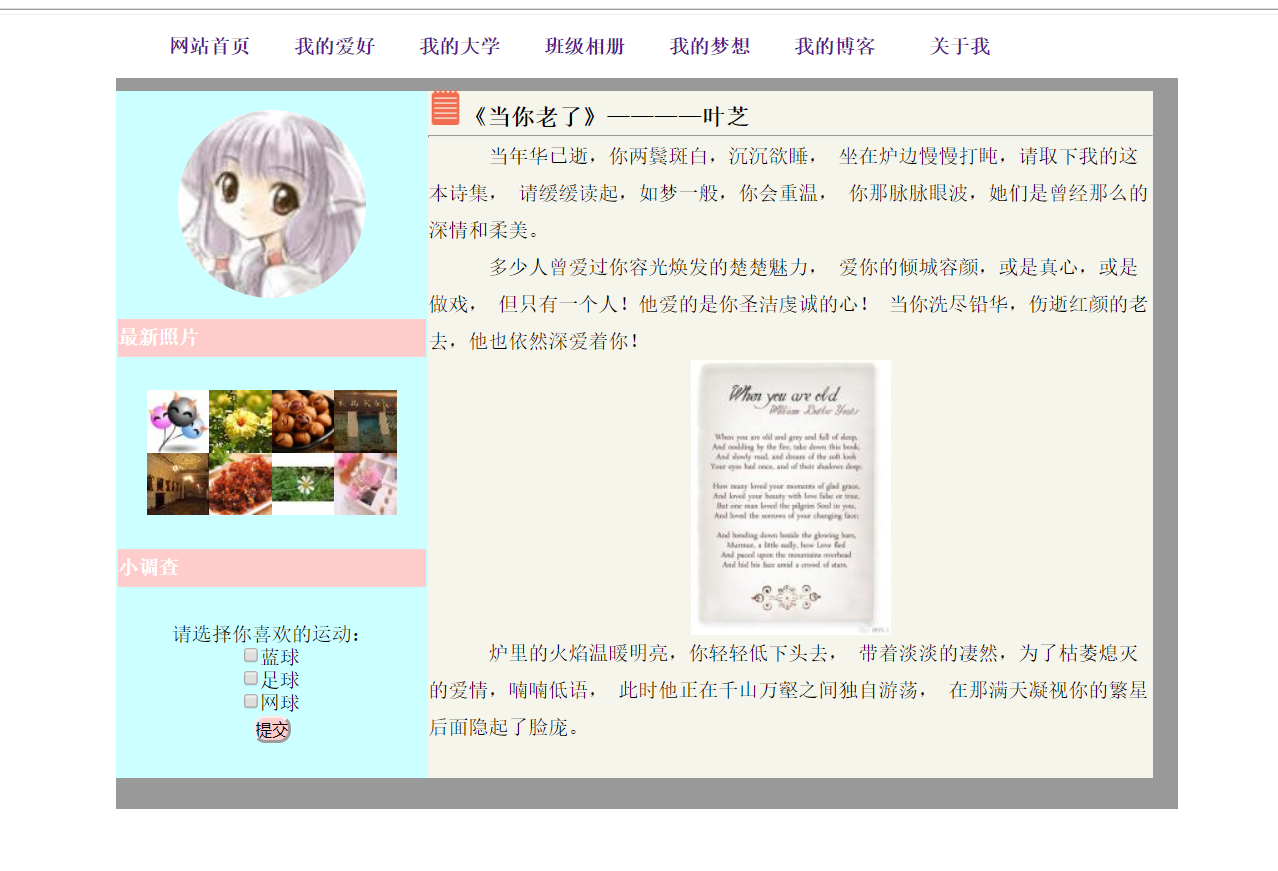 网站首页 我的爱好 我的大学 班级相册 我的梦想 我的博客 关于我
《当你老了》————叶芝
当年华已逝，你两鬓斑白，沉沉欲睡， 坐在炉边慢慢打盹，请取下我的这
本诗集， 请缓缓读起，如梦一般，你会重温， 你那脉脉眼波，她们是曾经那么的
深情和柔美。
多少人曾爱过你容光焕发的楚楚魅力， 爱你的倾城容颜，或是真心，或是
做戏， 但只有一个人！他爱的是你圣洁虔诚的心！ 当你洗尽铅华，伤逝红颜的老
去，他也依然深爱着你！
When you are old
William Butler Yeats
When you are old and grey and full of sleep,
And nodding by the fire, take down this book,
And slowly read, and dream of the soft look
Your eyes had once, and of their shadows deep;
How many loved your moments of glad grace,
And loved your beauty with love false or true,
But one man loved the pilgrim Soul in you,
And loved the sorrows of your changing face;
And bending down beside the glowing bars,
Murmur, a little sadly, how Love fled
And paced upon the mountains overhead
And hid his face amid a crowd of stars.
炉里的火焰温暖明亮，你轻轻低下头去， 带着淡淡的凄然，为了枯萎熄灭
的爱情，喃喃低语， 此时他正在千山万壑之间独自游荡， 在那满天凝视你的繁星
后面隐起了脸庞。
最新照片
小调查
请选择你喜欢的运动：
蓝球
足球
网球
提交